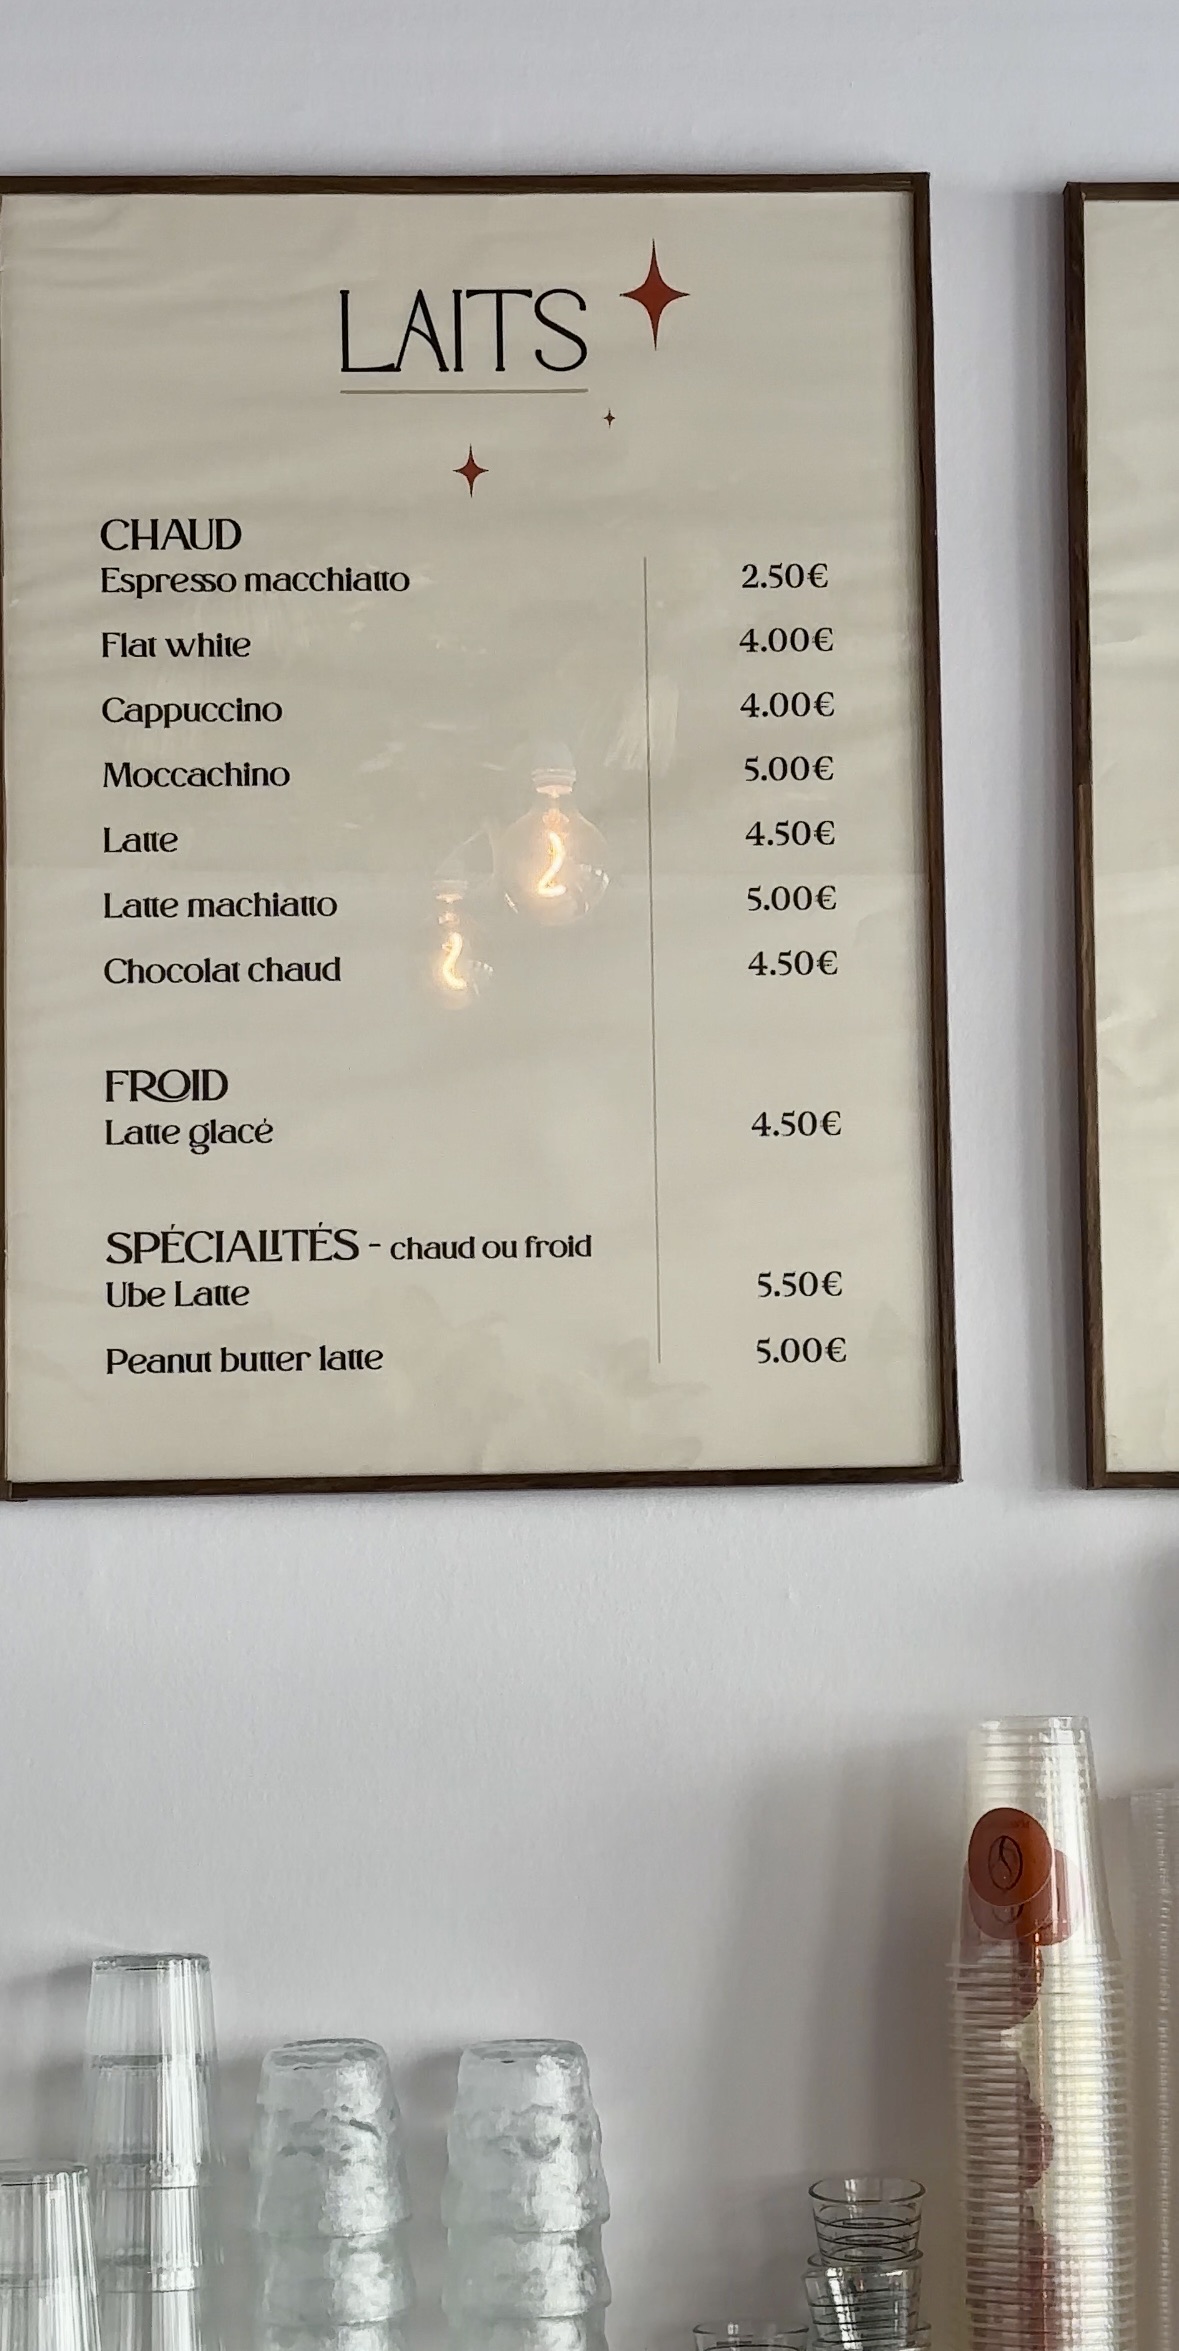 LAITS
CHAUD
Espresso macchiatto 2.50€
Flat white 4.00€
Cappuccino 4.00€
Moccachino 5.00€
Latte 4.50€
Latte machiatto 5.00€
Chocolat chaud 4.50€
FROID
Latte glacé 4.50€
SPÉCIALITÉS - chaud ou froid
Ube Latte 5.50€
Peanut butter latte 5.00€